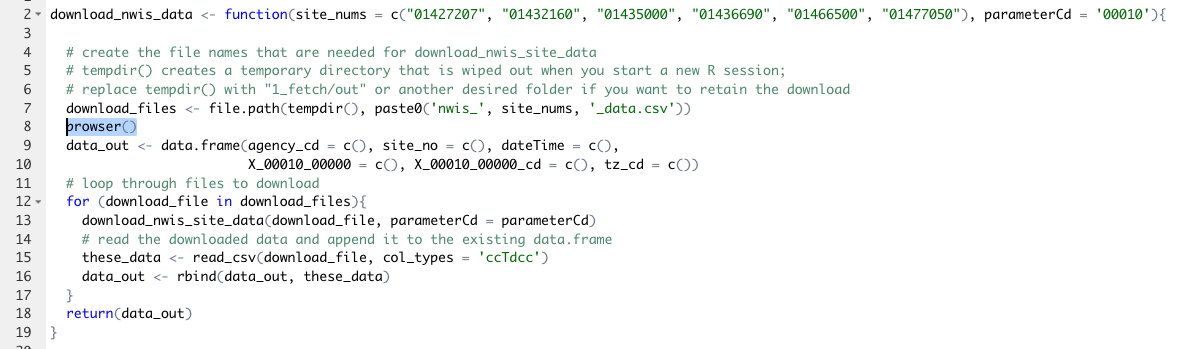 2 download_nwis_data <- function(site_nums = c("01427207", "01432160", "01435000", "01436690", "01466500", "01477050"), parameterCd = '00010'){
3
4   # create the file names that are needed for download_nwis_site_data
5   # tempdir() creates a temporary directory that is wiped out when you start a new R session;
6   # replace tempdir() with "1_fetch/out" or another desired folder if you want to retain the download
7   download_files <- file.path(tempdir(), paste0('nwis_', site_nums, '_data.csv'))
8   browser()
9   data_out <- data.frame(agency_cd = c(), site_no = c(), dateTime = c(),
10                          X_00010_00000 = c(), X_00010_00000_cd = c(), tz_cd = c())
11   # loop through files to download
12   for (download_file in download_files){
13     download_nwis_site_data(download_file, parameterCd = parameterCd)
14     # read the downloaded data and append it to the existing data.frame
15     these_data <- read_csv(download_file, col_types = 'ccTdcc')
16     data_out <- rbind(data_out, these_data)
17   }
18   return(data_out)
19 }